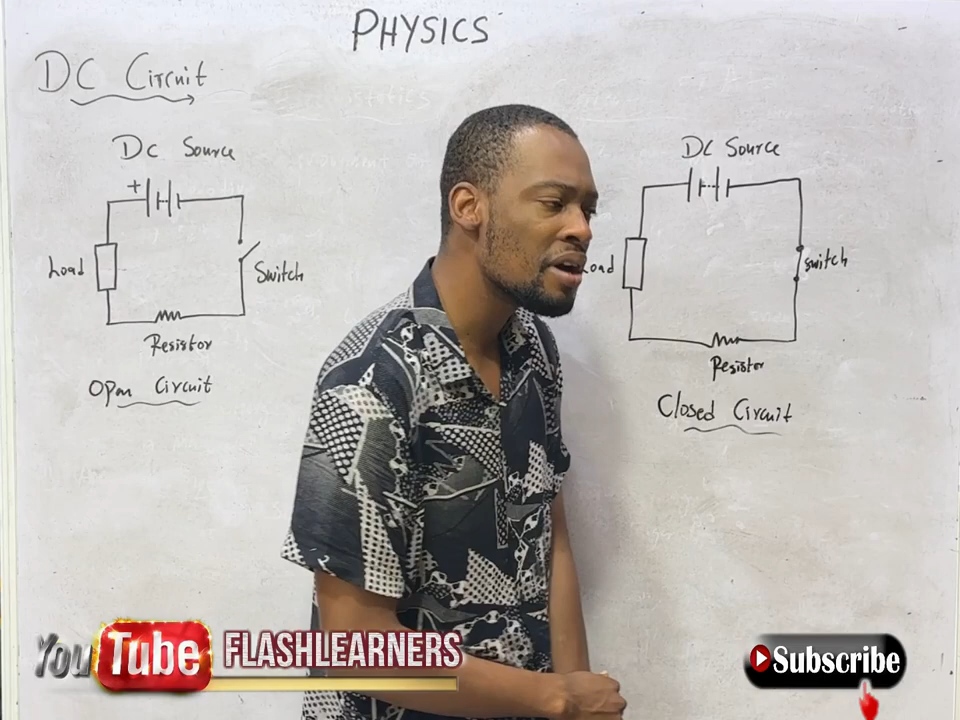 PHYSICS
DC Circuit
DC Source
+
Load
Switch
Resistor
Open Circuit
DC Source
Load
Switch
Resistor
Closed Circuit
YouTube FLASHLEARNERS
Subscribe